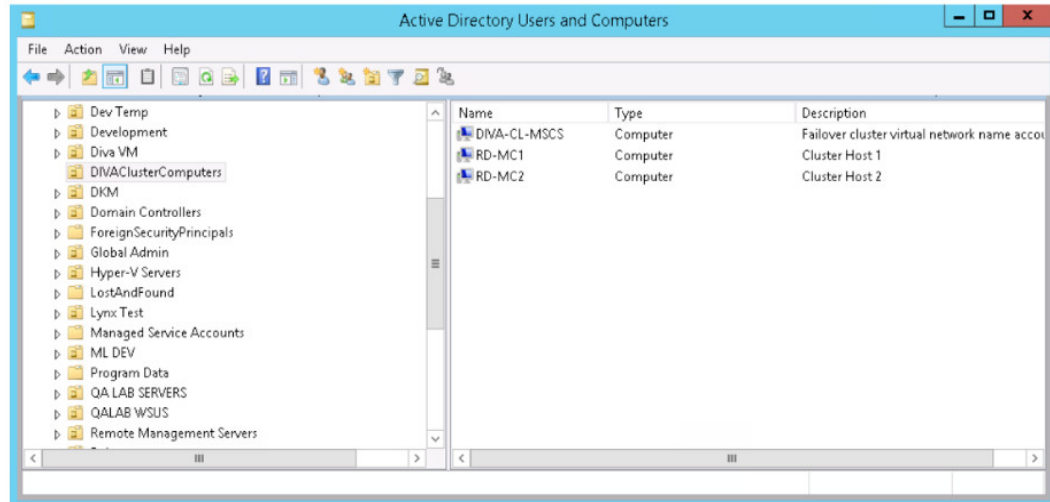 Active Directory Users and Computers
File Action View Help
Dev Temp
Development
Diva VM
DIVAClusterComputers
DKM
Domain Controllers
ForeignSecurityPrincipals
Global Admin
Hyper-V Servers
LostAndFound
Lynx Test
Managed Service Accounts
ML DEV
Program Data
QA LAB SERVERS
QALAB WSUS
Remote Management Servers
Name Type Description
DIVA-CL-MSCS Computer Failover cluster virtual network name accou
RD-MC1 Computer Cluster Host 1
RD-MC2 Computer Cluster Host 2